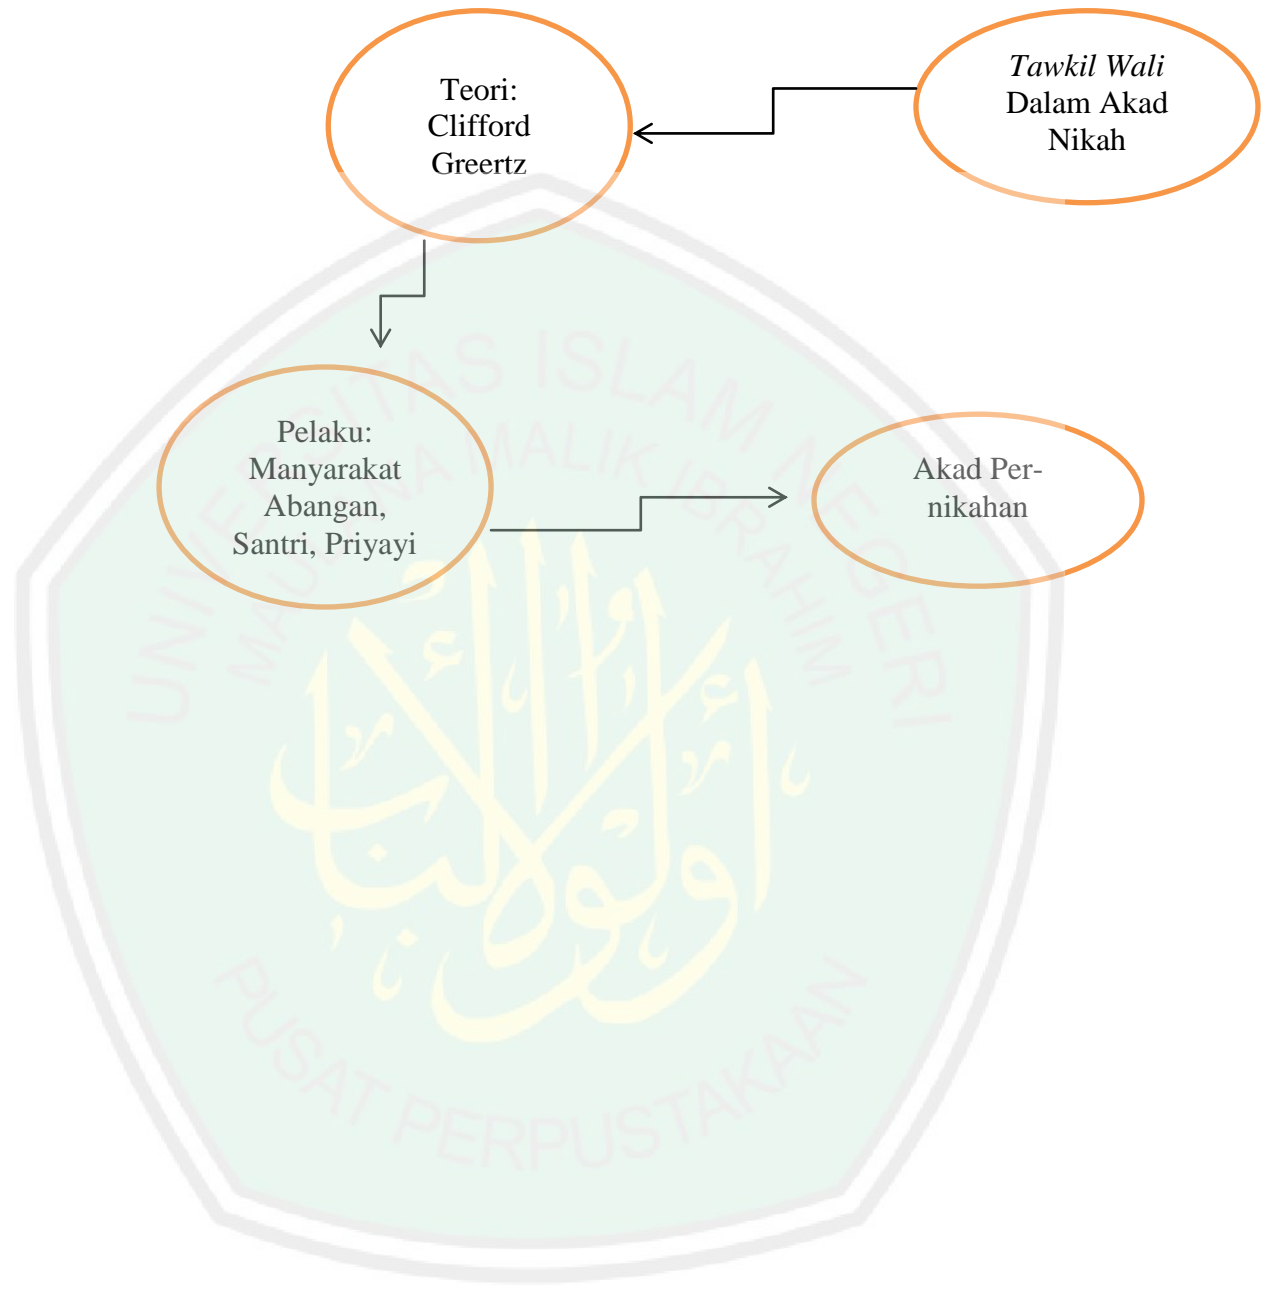 Teori:
Clifford
Greertz
Tawkil Wali
Dalam Akad
Nikah
Pelaku:
Manyarakat
Abangan,
Santri, Priyayi
Akad Per-
nikahan
UNIVERSITAS ISLAM NEGERI
MAULANA MALIK IBRAHIM
PUSAT PERPUSTAKAAN